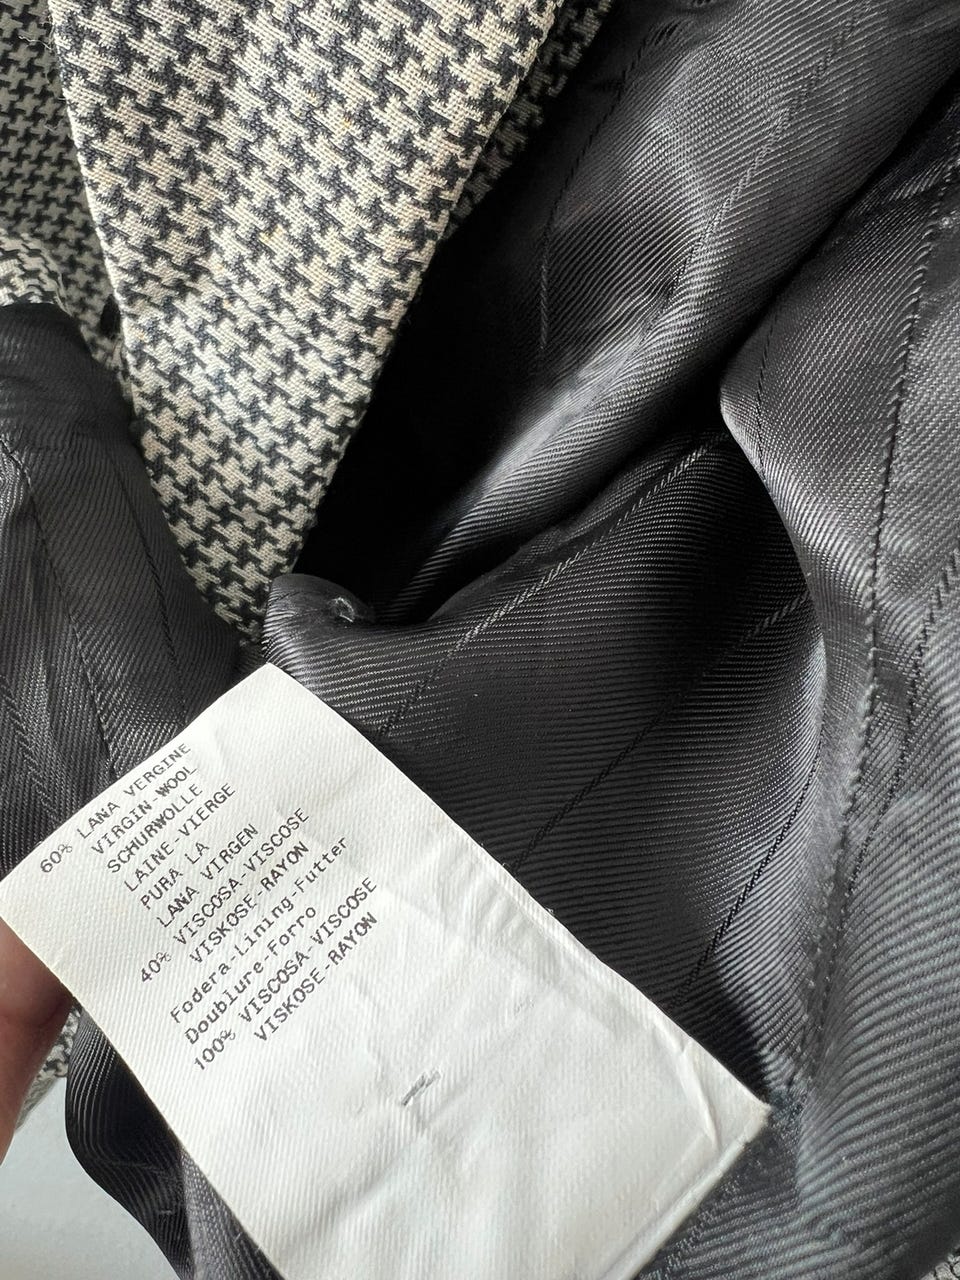 60% LANA VERGINE
VIRGIN-WOOL
SCHURWOLLE
LAINE-VIERGE
PURA LA
LANA VIRGEN
40% VISCOSA-VISCOSE
VISKOSE-RAYON
Fodera-Lining-Futter
Doublure-Forro
100% VISCOSA-VISCOSE
VISKOSE-RAYON